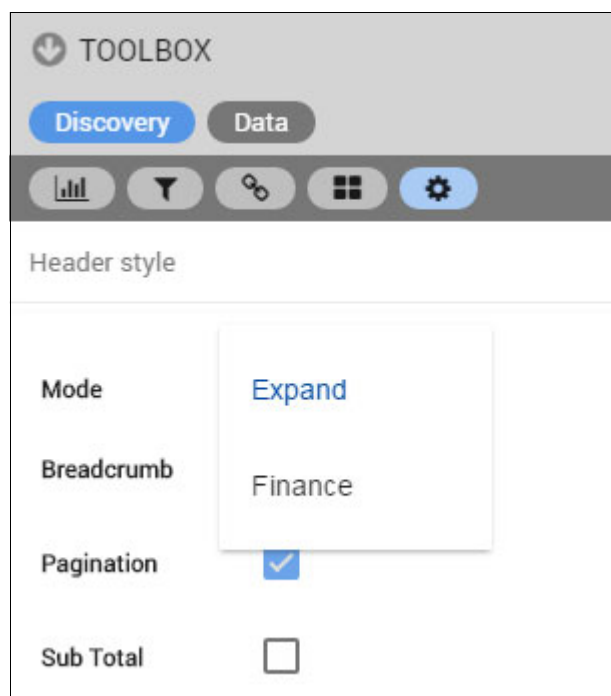 TOOLBOX
Discovery Data
Header style
Mode Expand
Breadcrumb
Finance
Pagination
Sub Total